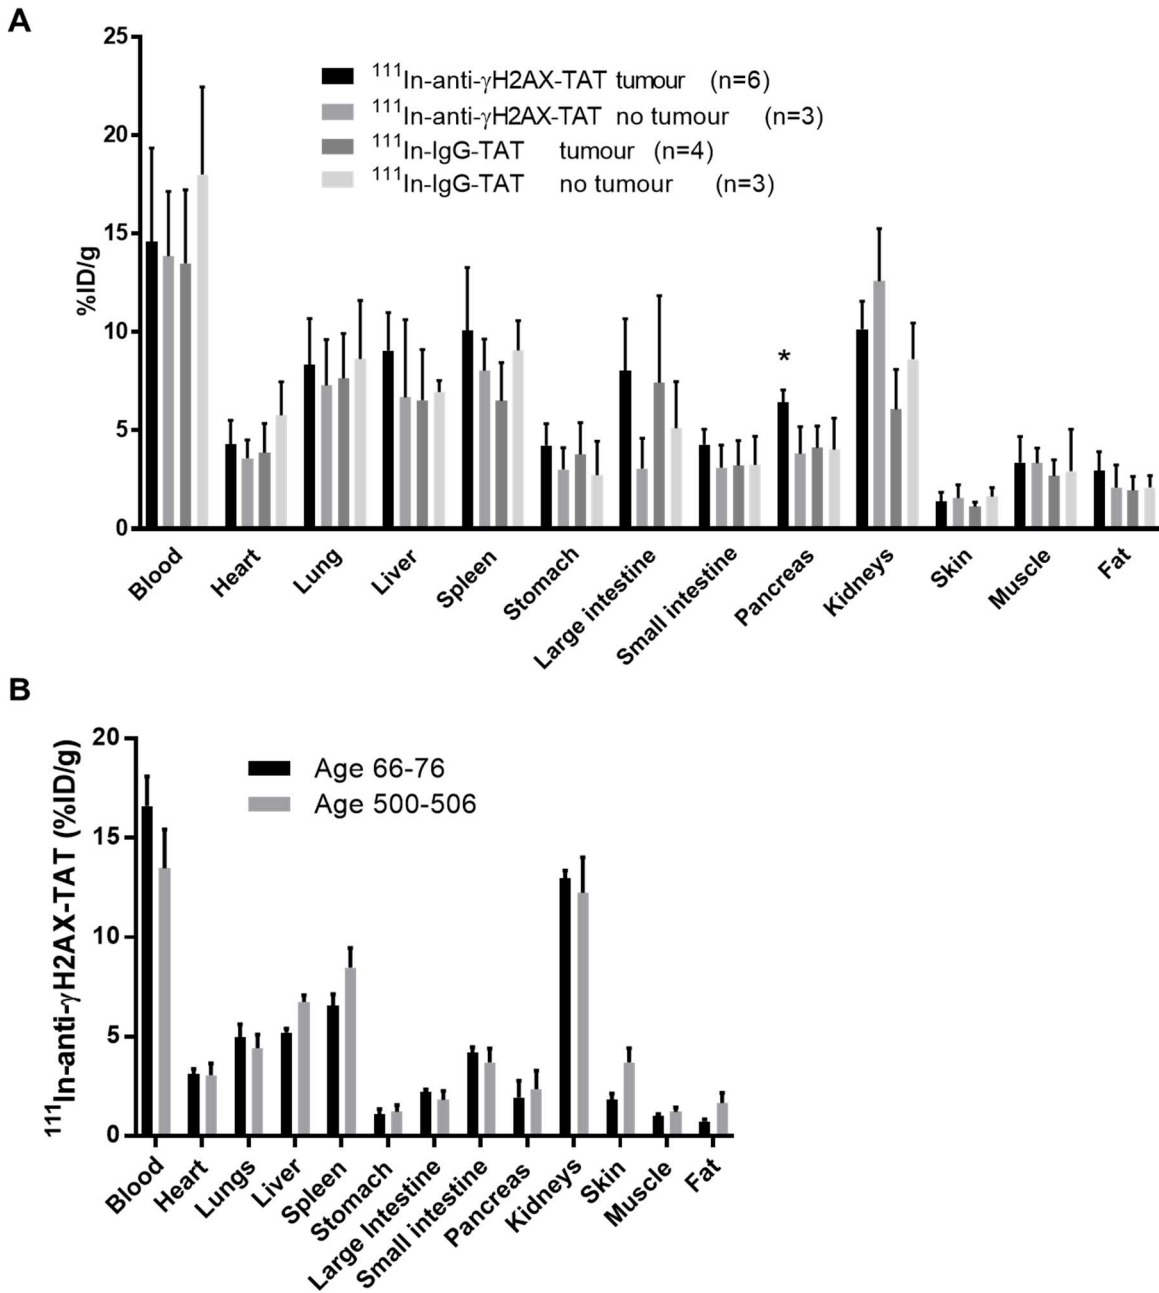 A
25
20
15
10
5
0
%ID/g
111In-anti-γH2AX-TAT tumour (n=6)
111In-anti-γH2AX-TAT no tumour (n=3)
111In-IgG-TAT tumour (n=4)
111In-IgG-TAT no tumour (n=3)
*
Blood
Heart
Lung
Liver
Spleen
Stomach
Large intestine
Small intestine
Pancreas
Kidneys
Skin
Muscle
Fat
B
20
15
10
5
0
111In-anti-γH2AX-TAT (%ID/g)
Age 66-76
Age 500-506
Blood
Heart
Lungs
Liver
Spleen
Stomach
Large Intestine
Small intestine
Pancreas
Kidneys
Skin
Muscle
Fat